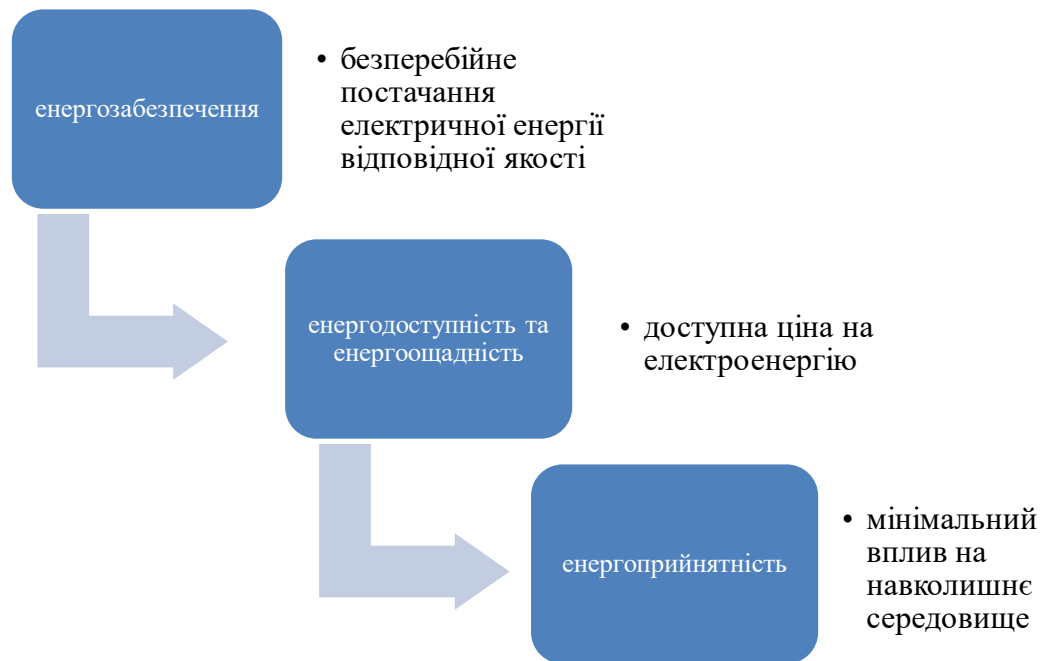 енергозабезпечення
• безперебійне
постачання
електричної енергії
відповідної якості
енергодоступність та
енергоощадність
• доступна ціна на
електроенергію
енергоприйнятність
• мінімальний
вплив на
навколишнє
середовище